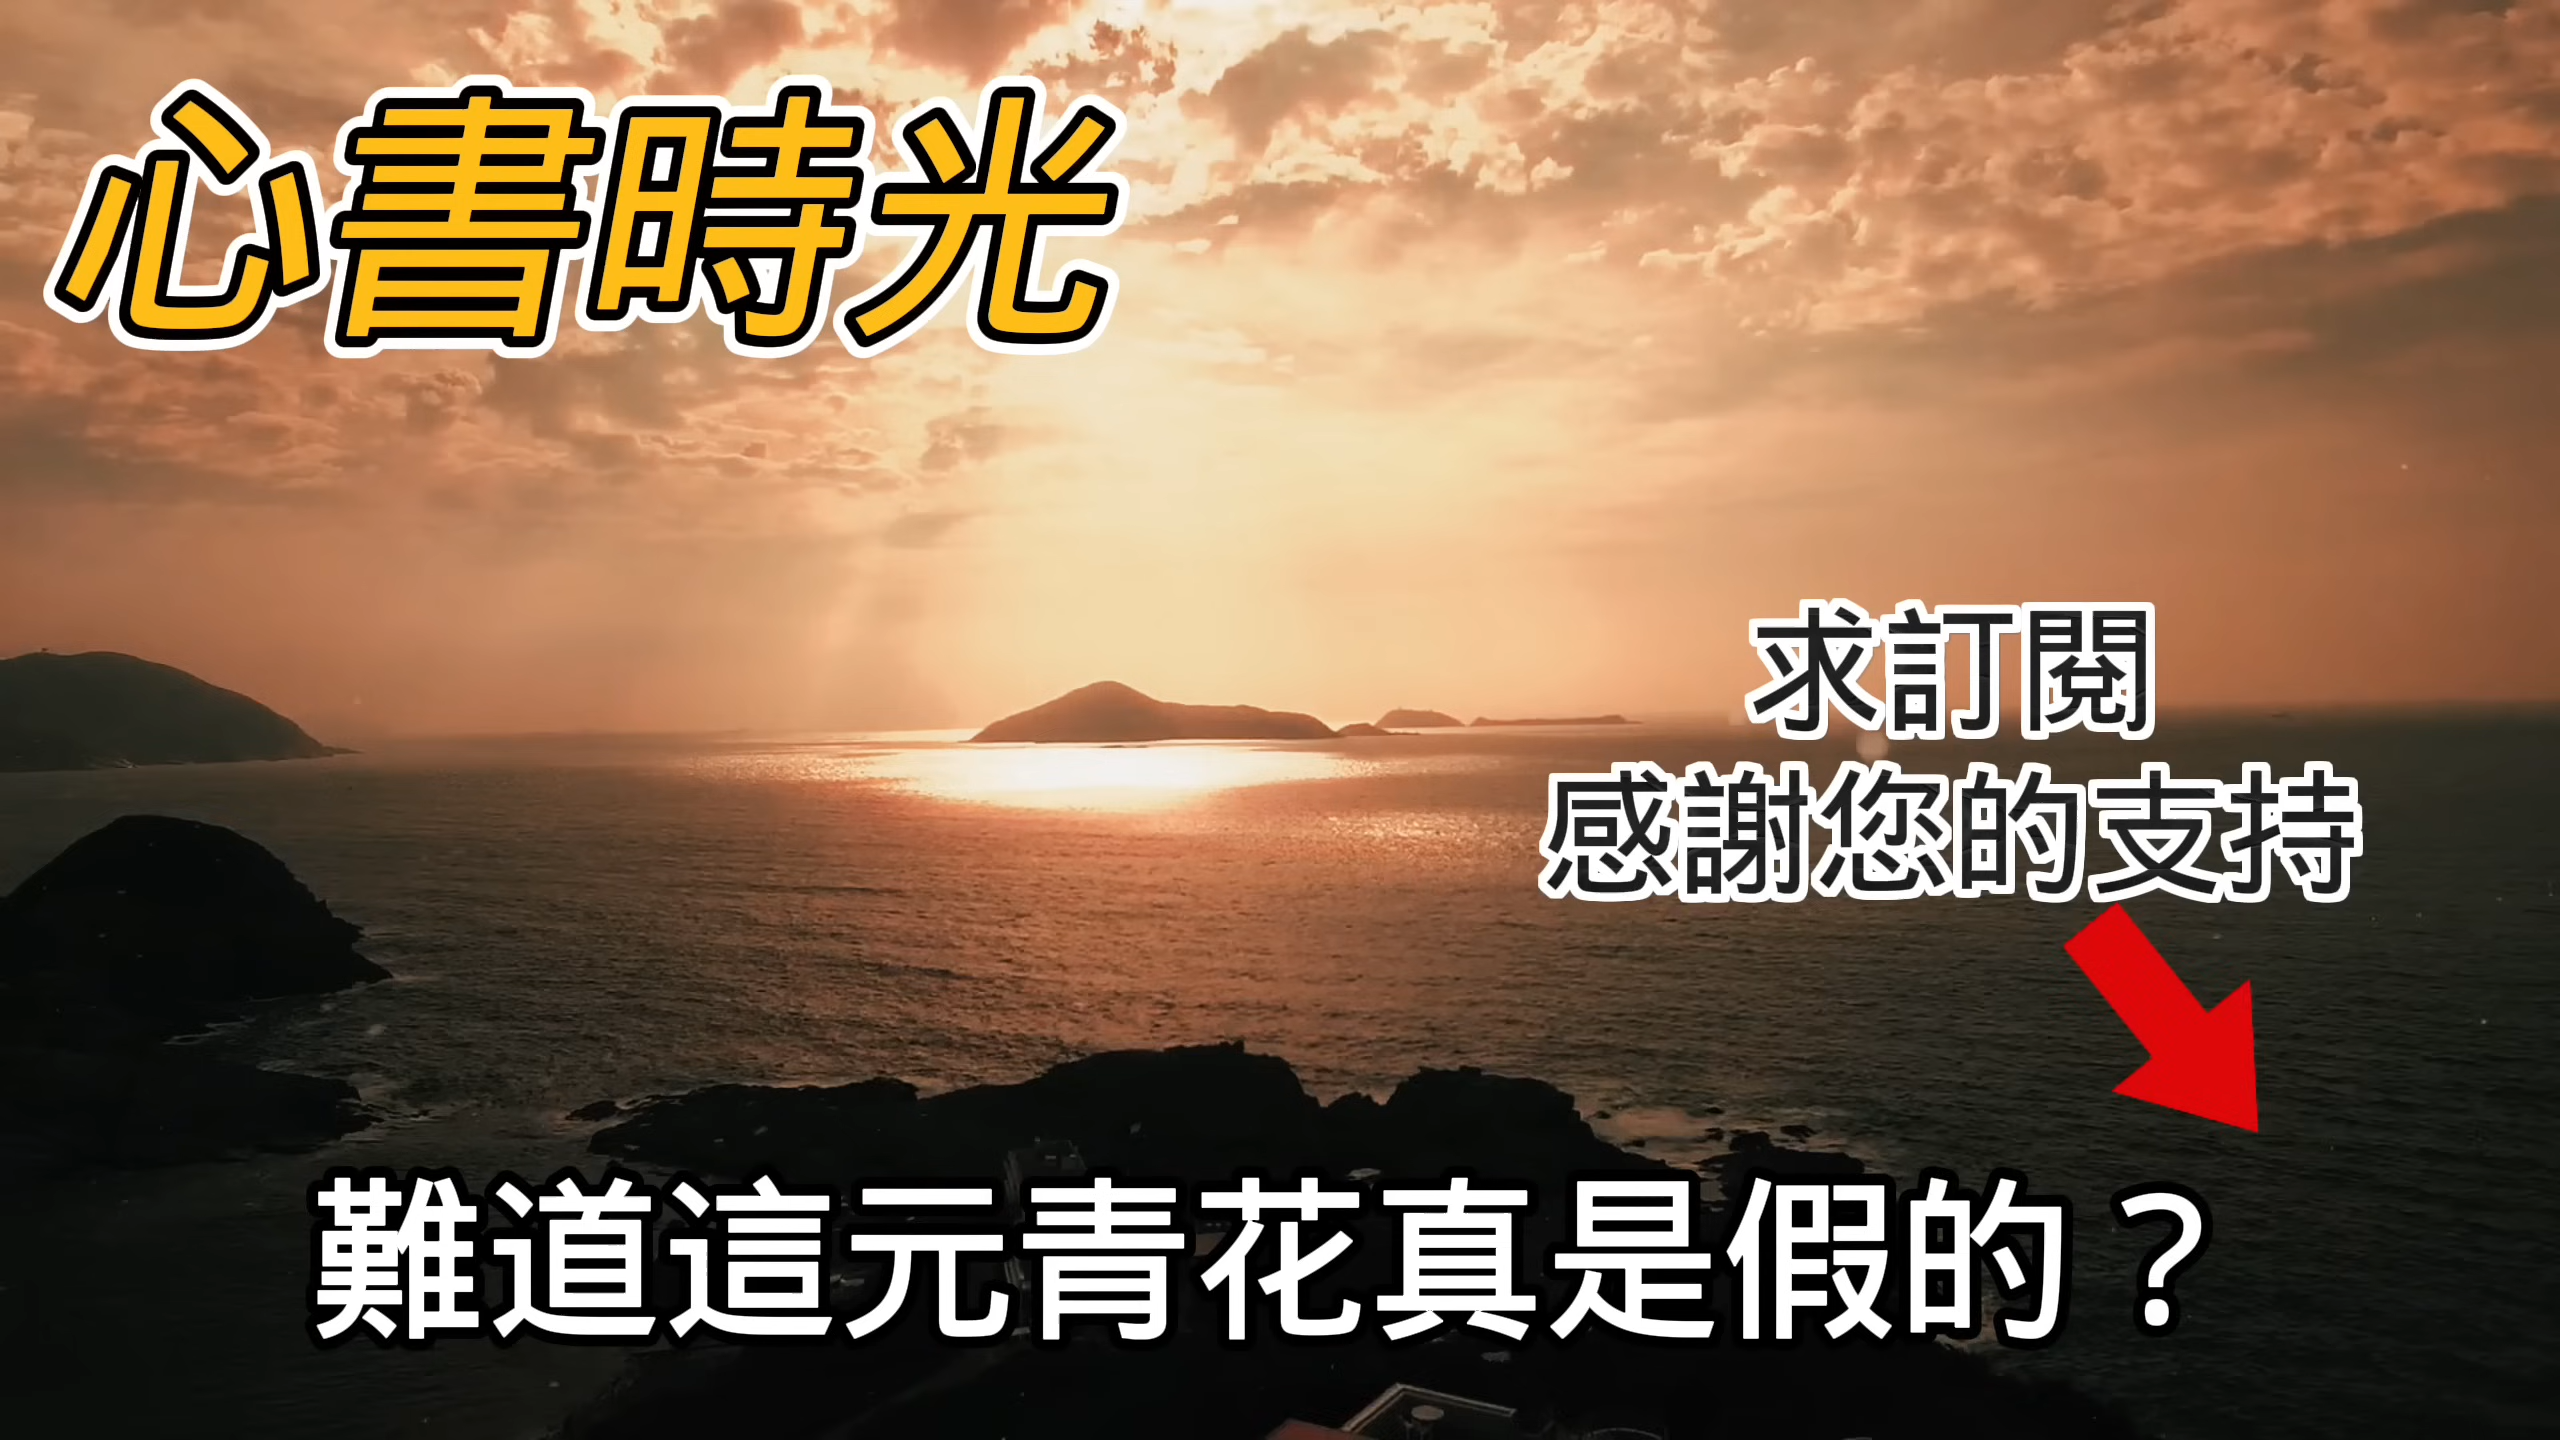 心書時光
求訂閱
感謝您的支持
難道這元青花真是假的？